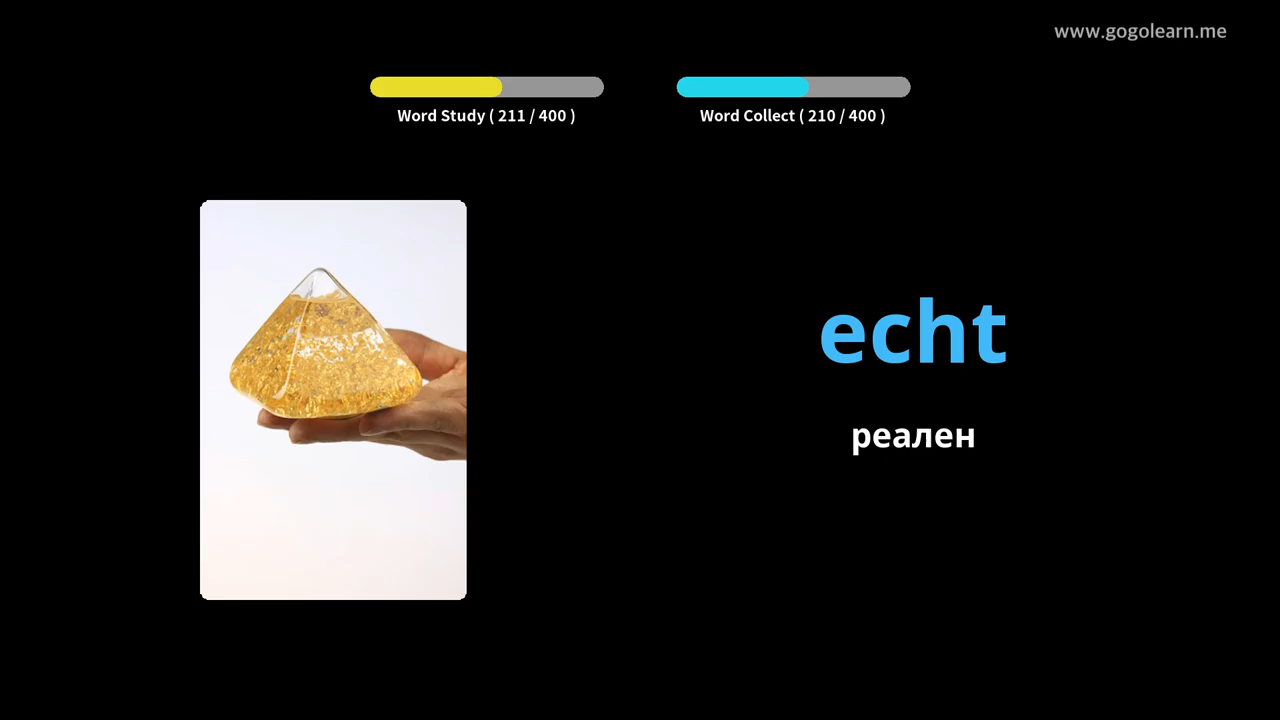 www.gogolearn.me
Word Study ( 211 / 400 )
Word Collect ( 210 / 400 )
echt
реален